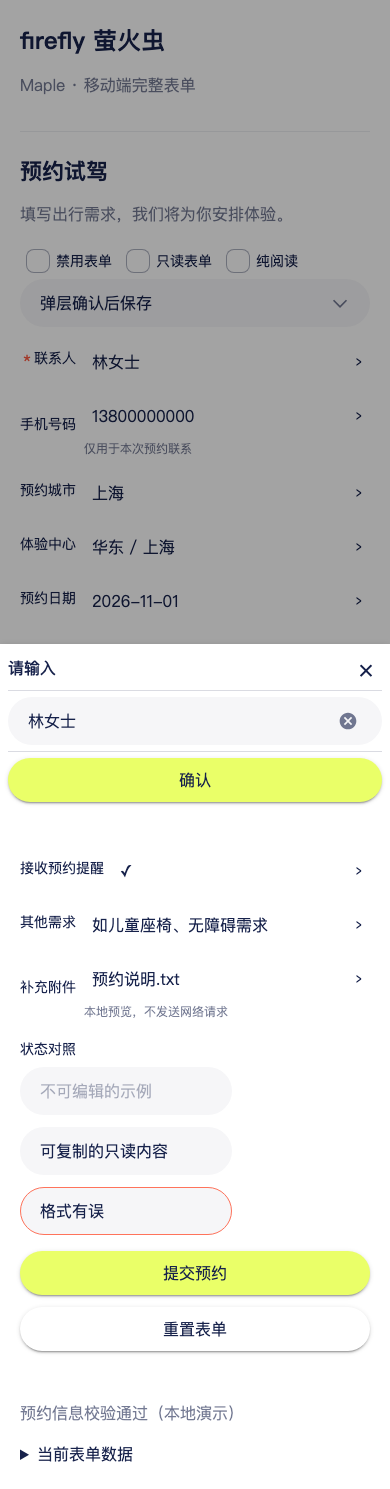 firefly 萤火虫
Maple · 移动端完整表单
预约试驾
填写出行需求，我们将为你安排体验。
禁用表单 只读表单 纯阅读
弹层确认后保存
* 联系人 林女士
手机号码 13800000000
仅用于本次预约联系
预约城市 上海
体验中心 华东 / 上海
预约日期 2026-11-01
请输入
林女士
确认
接收预约提醒 ✓
其他需求 如儿童座椅、无障碍需求
补充附件 预约说明.txt
本地预览，不发送网络请求
状态对照
不可编辑的示例
可复制的只读内容
格式有误
提交预约
重置表单
预约信息校验通过（本地演示）
▶ 当前表单数据